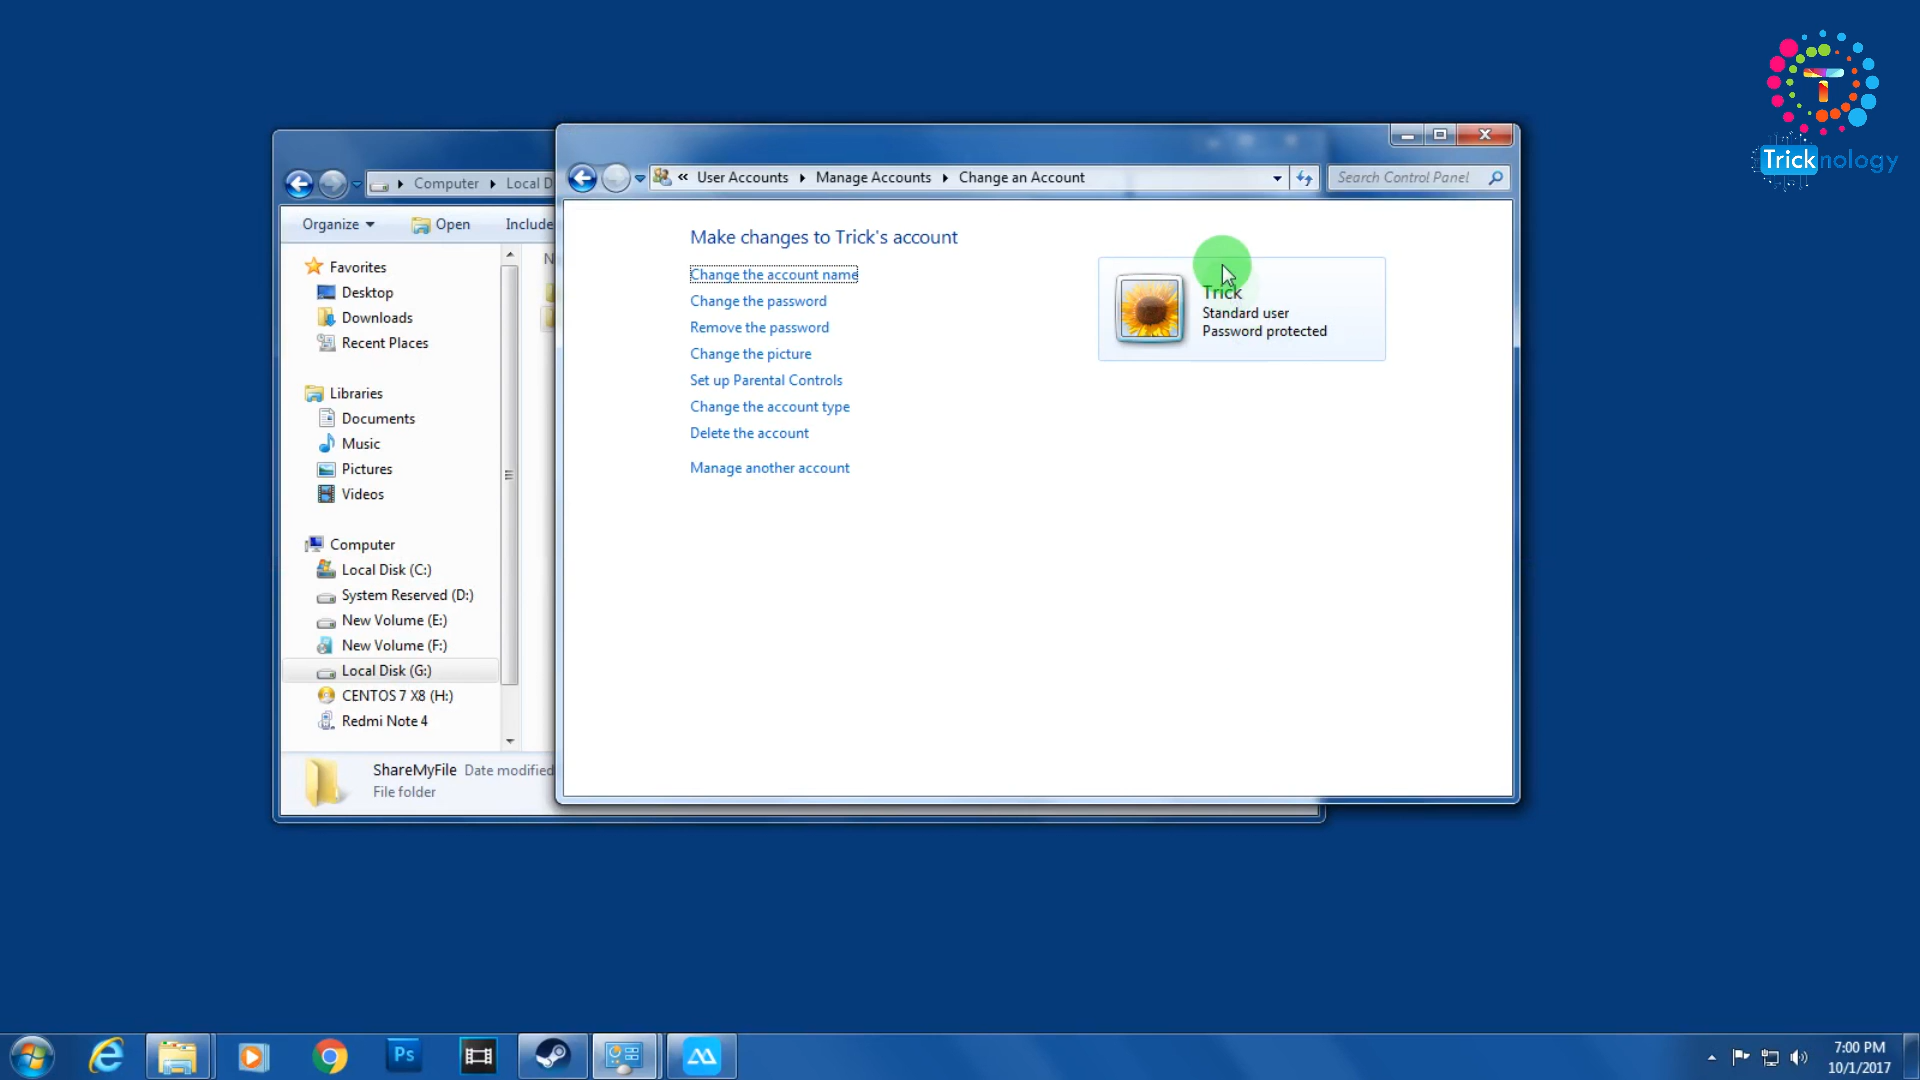 T
Tricknology
Computer
Local D
Organize
Open
Include
Favorites
Desktop
Downloads
Recent Places
Libraries
Documents
Music
Pictures
Videos
Computer
Local Disk (C:)
System Reserved (D:)
New Volume (E:)
New Volume (F:)
Local Disk (G:)
CENTOS 7 X8 (H:)
Redmi Note 4
N
ShareMyFile Date modified
File folder
« User Accounts Manage Accounts Change an Account
Search Control Panel
Make changes to Trick's account
Change the account name
Change the password
Remove the password
Change the picture
Set up Parental Controls
Change the account type
Delete the account
Manage another account
Trick
Standard user
Password protected
Ps
7:00 PM
10/1/2017